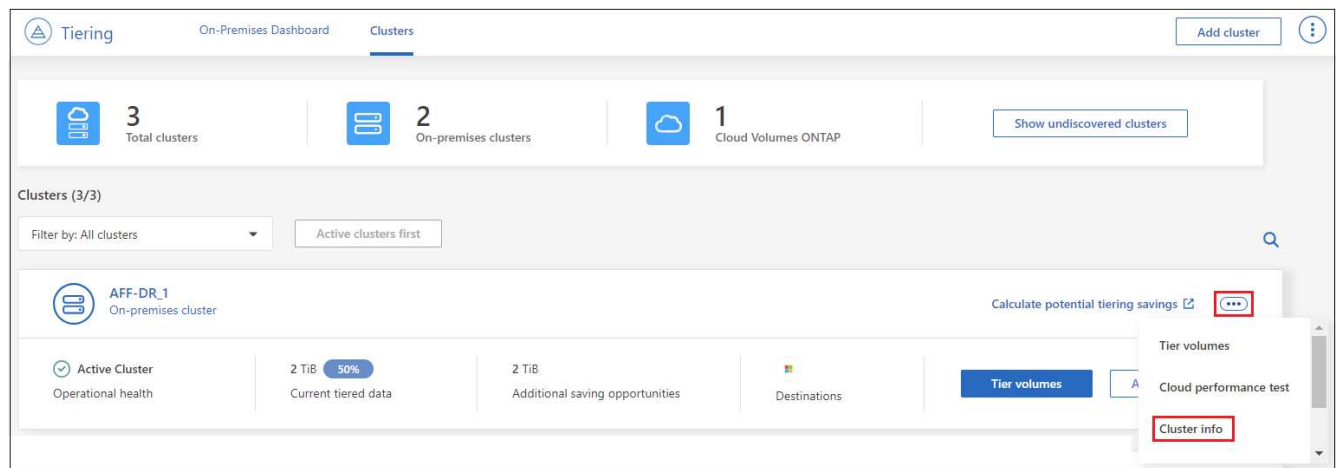 Tiering
On-Premises Dashboard
Clusters
Add cluster
3
Total clusters
2
On-premises clusters
1
Cloud Volumes ONTAP
Show undiscovered clusters
Clusters (3/3)
Filter by: All clusters
Active clusters first
AFF-DR_1
On-premises cluster
Calculate potential tiering savings
Tier volumes
Cloud performance test
Cluster info
Active Cluster
Operational health
2 TiB 50%
Current tiered data
2 TiB
Additional saving opportunities
Destinations
Tier volumes
A